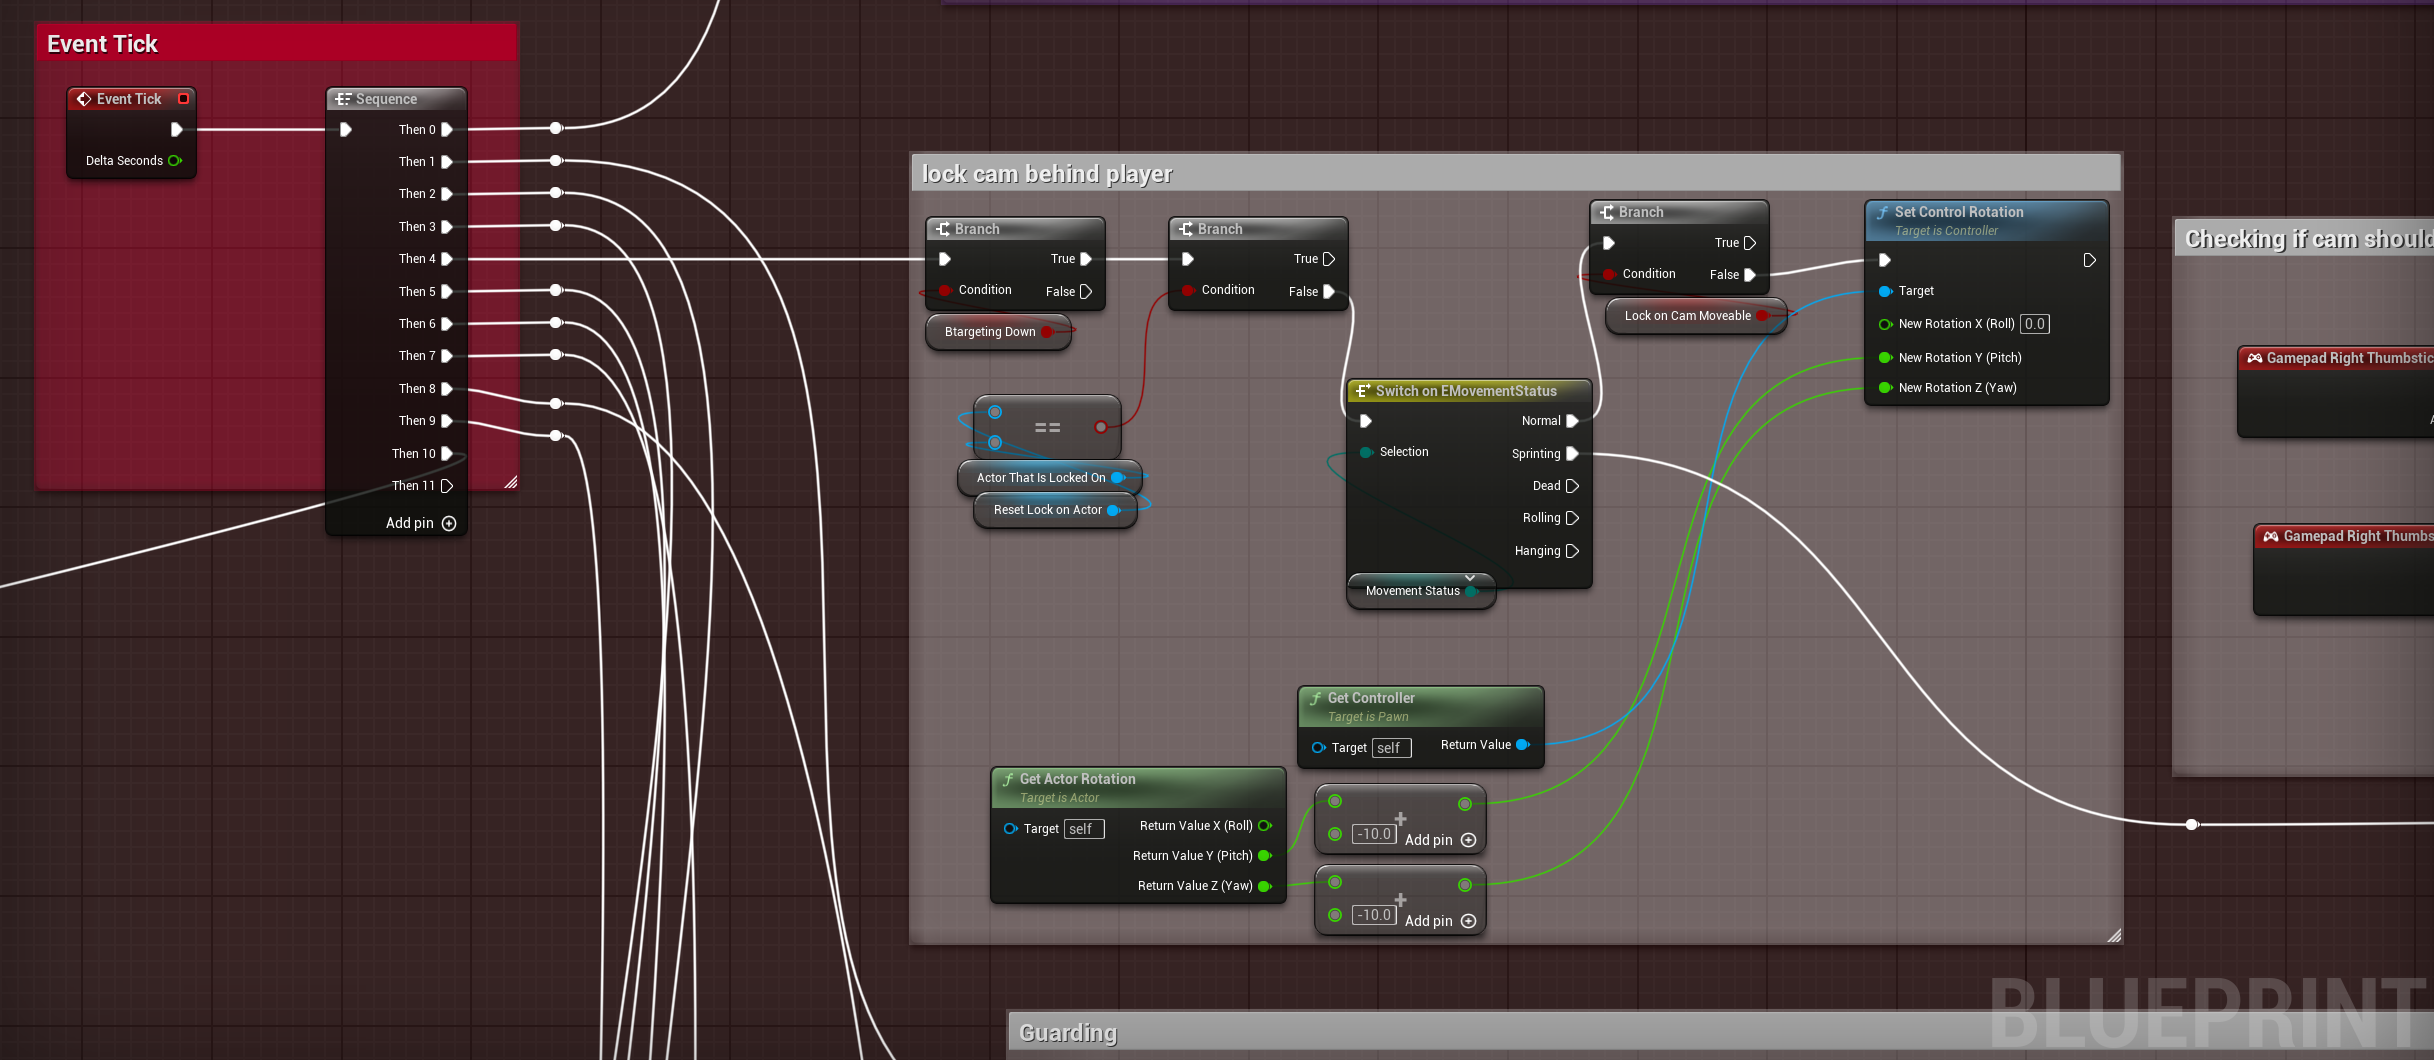 Event Tick
Event Tick
Delta Seconds
Sequence
Then 0
Then 1
Then 2
Then 3
Then 4
Then 5
Then 6
Then 7
Then 8
Then 9
Then 10
Then 11
Add pin
lock cam behind player
Branch
True
Condition
False
Btargeting Down
Branch
True
Condition
False
==
Actor That Is Locked On
Reset Lock on Actor
Switch on EMovementStatus
Normal
Selection
Sprinting
Dead
Rolling
Hanging
Movement Status
Branch
True
Condition
False
Lock on Cam Moveable
Set Control Rotation
Target is Controller
Target
New Rotation X (Roll) 0.0
New Rotation Y (Pitch)
New Rotation Z (Yaw)
Get Controller
Target is Pawn
Target self
Return Value
Get Actor Rotation
Target is Actor
Target self
Return Value X (Roll)
Return Value Y (Pitch)
Return Value Z (Yaw)
+
-10.0
Add pin
+
-10.0
Add pin
Checking if cam should
Gamepad Right Thumbstic
Gamepad Right Thumbs
Guarding
BLUEPRINT